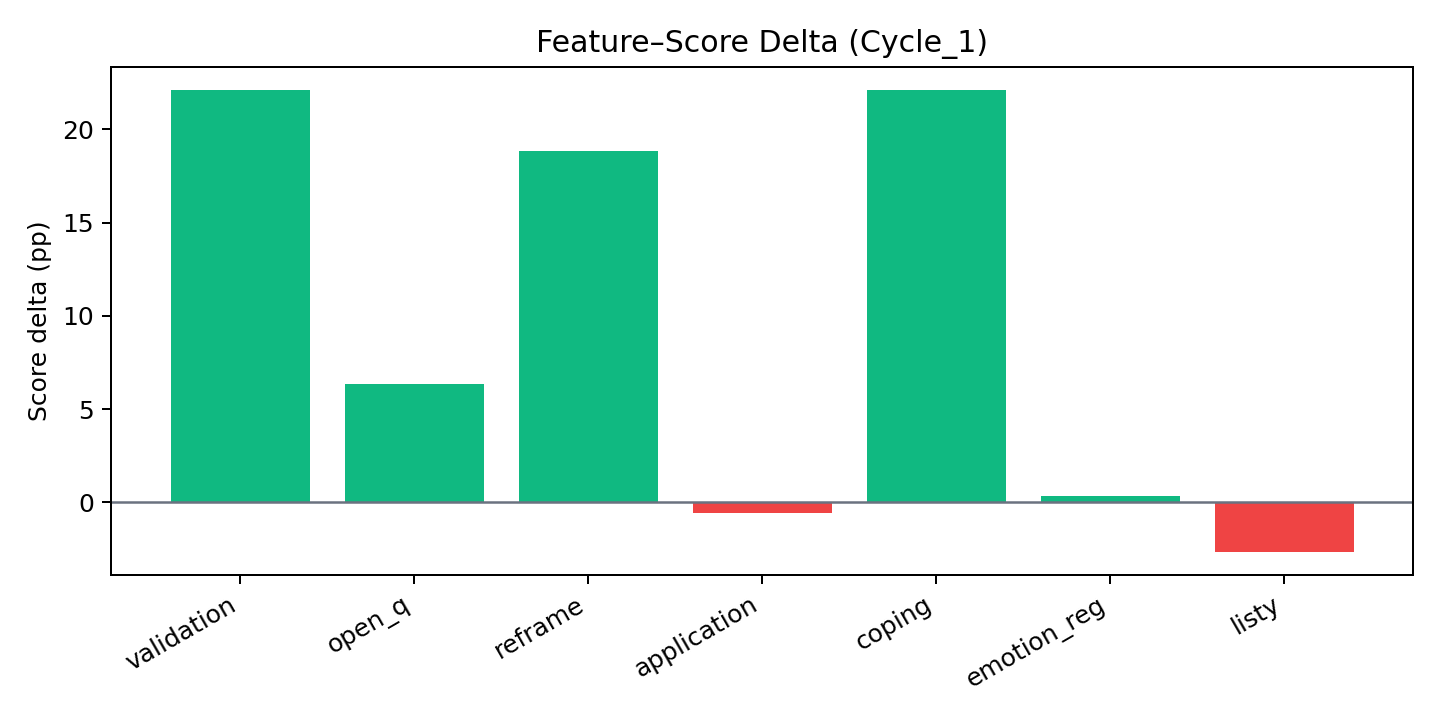 Feature–Score Delta (Cycle_1)
Score delta (pp)
20
15
10
5
0
validation
open_q
reframe
application
coping
emotion_reg
listy